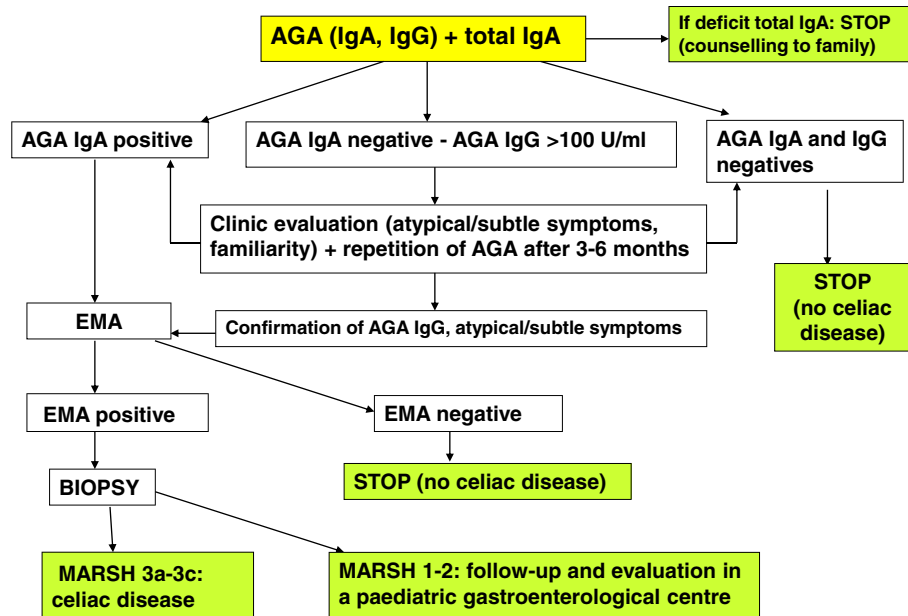 AGA (IgA, IgG) + total IgA
If deficit total IgA: STOP
(counselling to family)
AGA IgA positive
AGA IgA negative - AGA IgG >100 U/ml
AGA IgA and IgG
negatives
Clinic evaluation (atypical/subtle symptoms,
familiarity) + repetition of AGA after 3-6 months
STOP
(no celiac
disease)
EMA
Confirmation of AGA IgG, atypical/subtle symptoms
EMA positive
EMA negative
BIOPSY
STOP (no celiac disease)
MARSH 3a-3c:
celiac disease
MARSH 1-2: follow-up and evaluation in
a paediatric gastroenterological centre